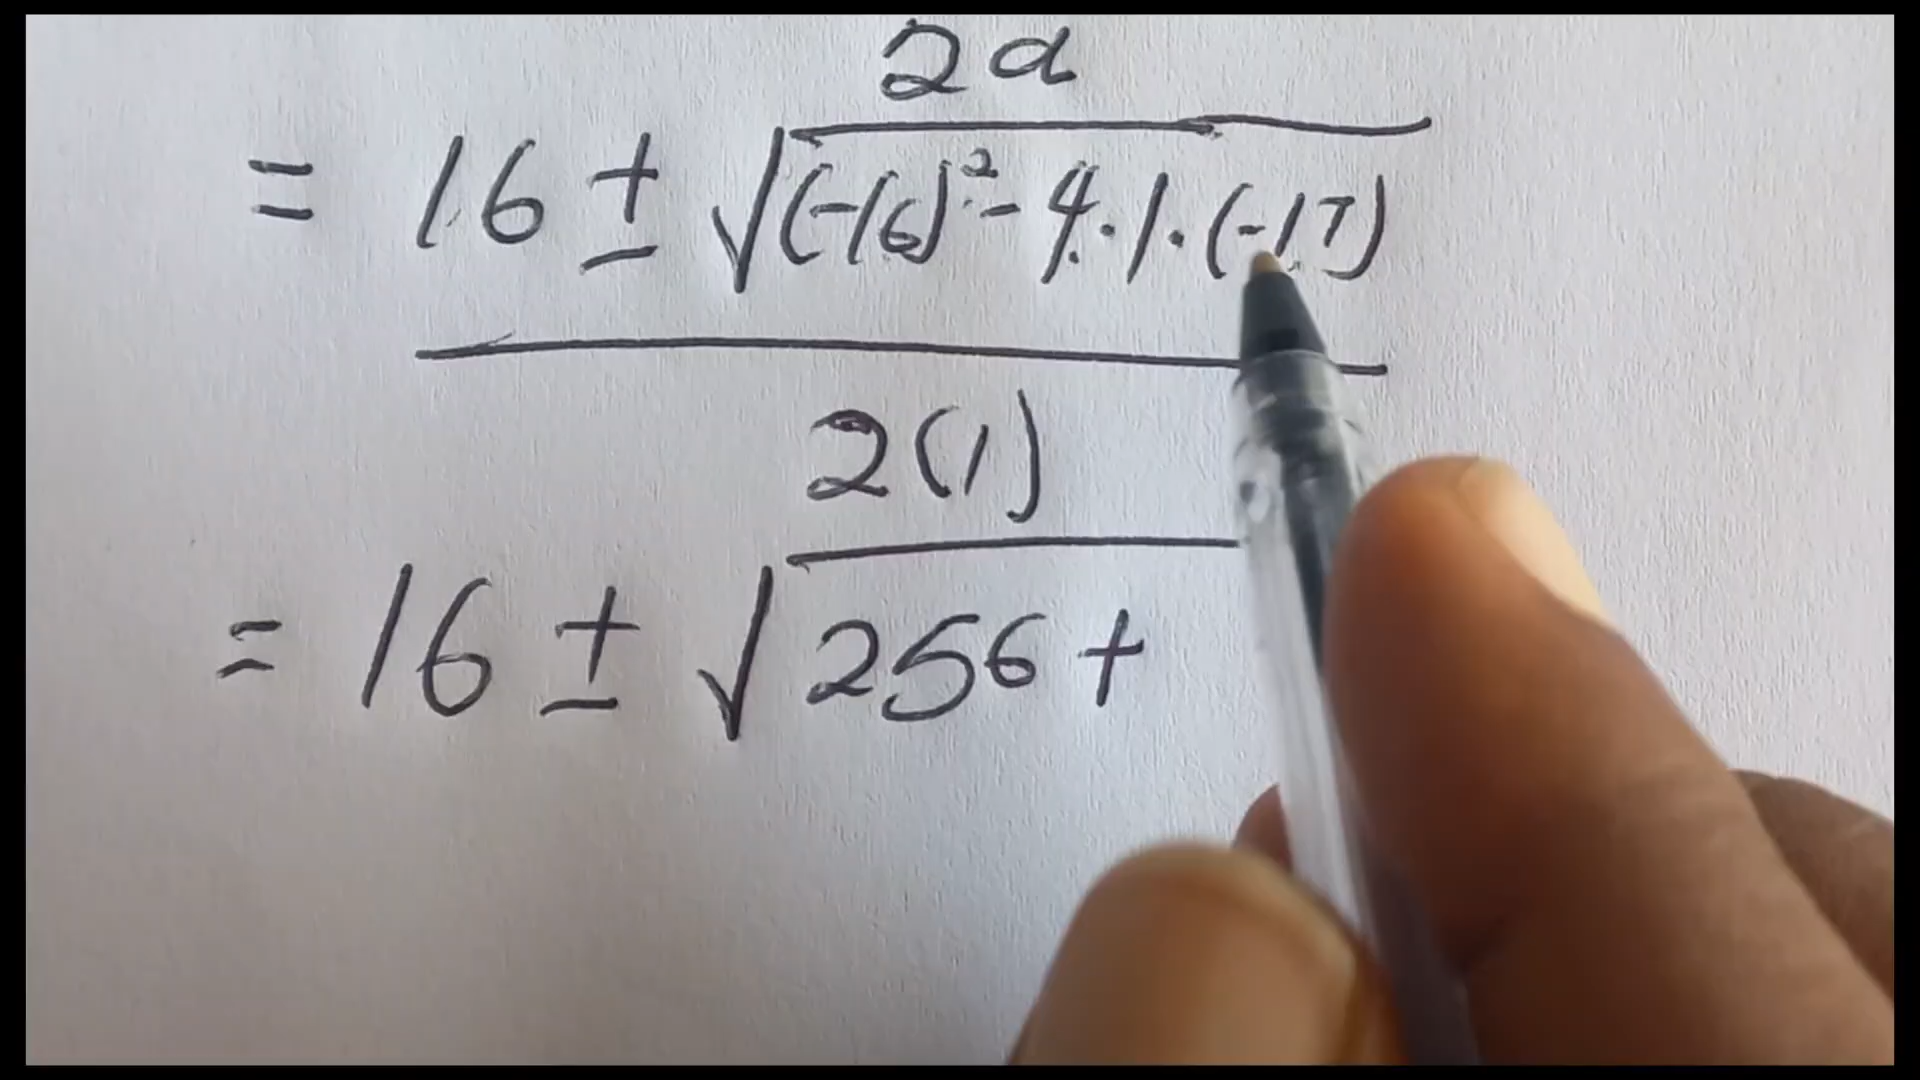 2a
= 16 ± √(-16)² - 4·1·(-17)
2(1)
= 16 ± √256 +